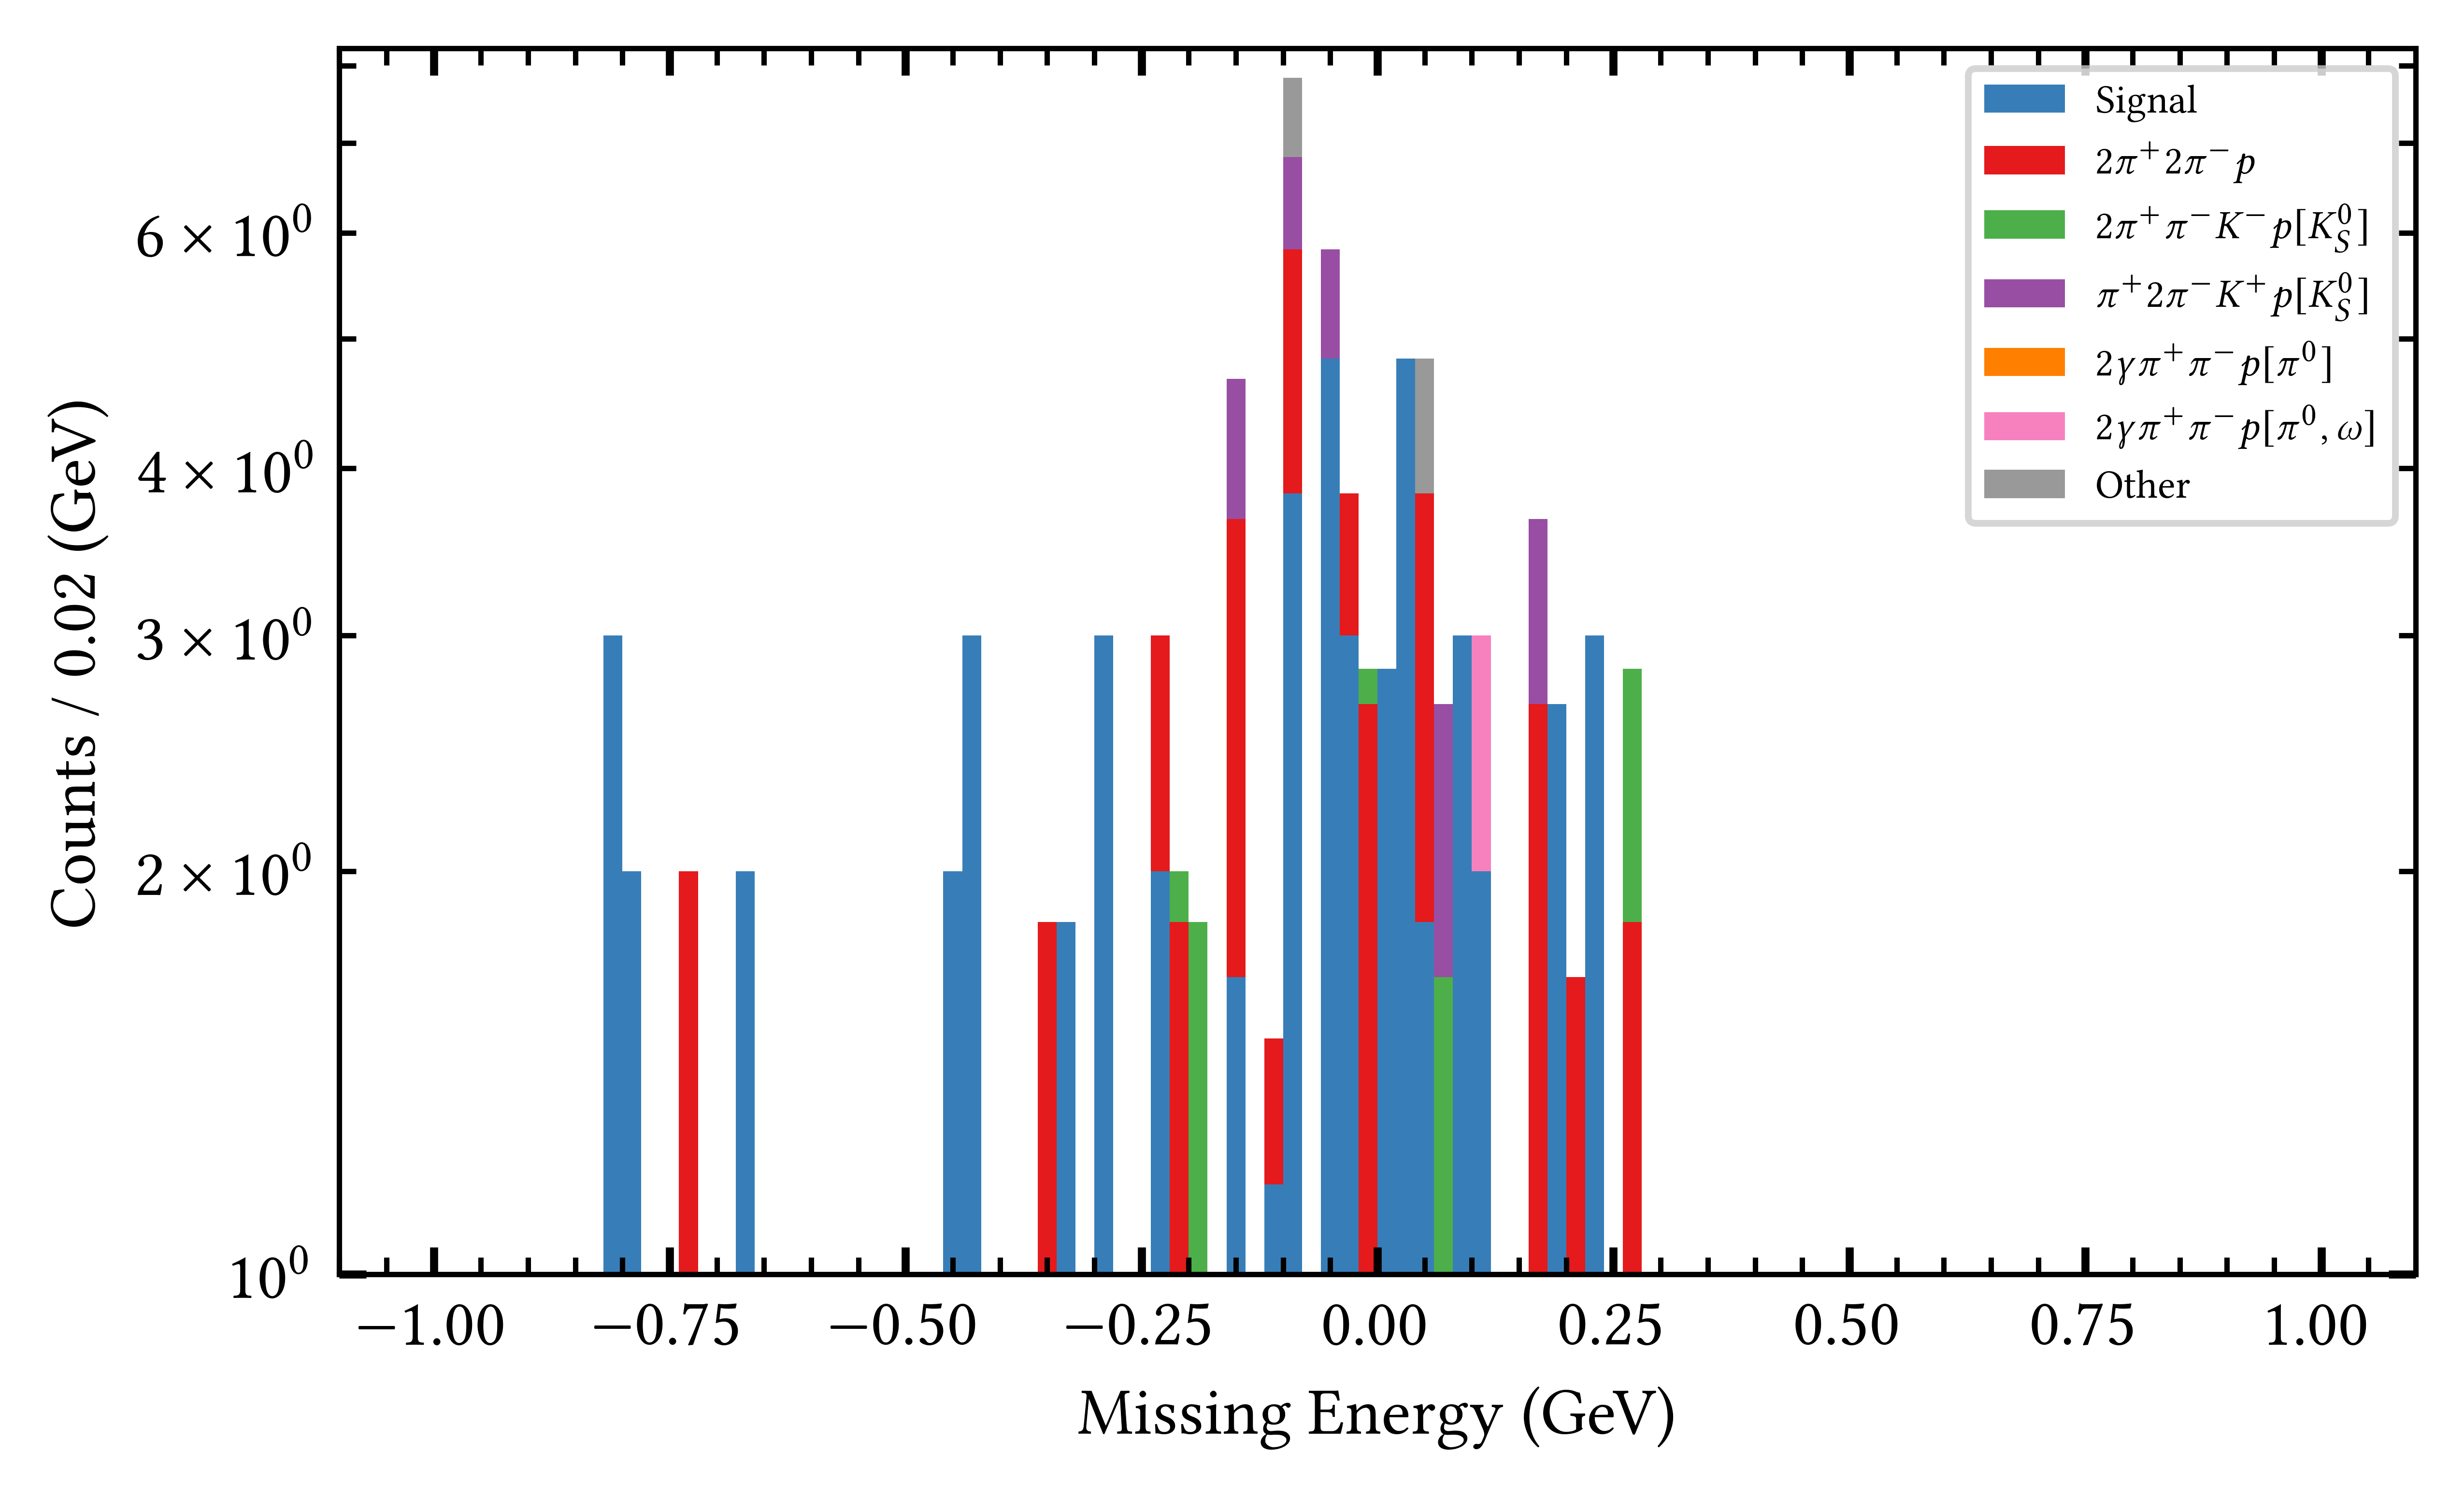 Counts / 0.02 (GeV)
6 × 10⁰
4 × 10⁰
3 × 10⁰
2 × 10⁰
10⁰
−1.00 −0.75 −0.50 −0.25 0.00 0.25 0.50 0.75 1.00
Missing Energy (GeV)
Signal
2π⁺2π⁻p
2π⁺π⁻K⁻p[K⁰_S]
π⁺2π⁻K⁺p[K⁰_S]
2γπ⁺π⁻p[π⁰]
2γπ⁺π⁻p[π⁰, ω]
Other